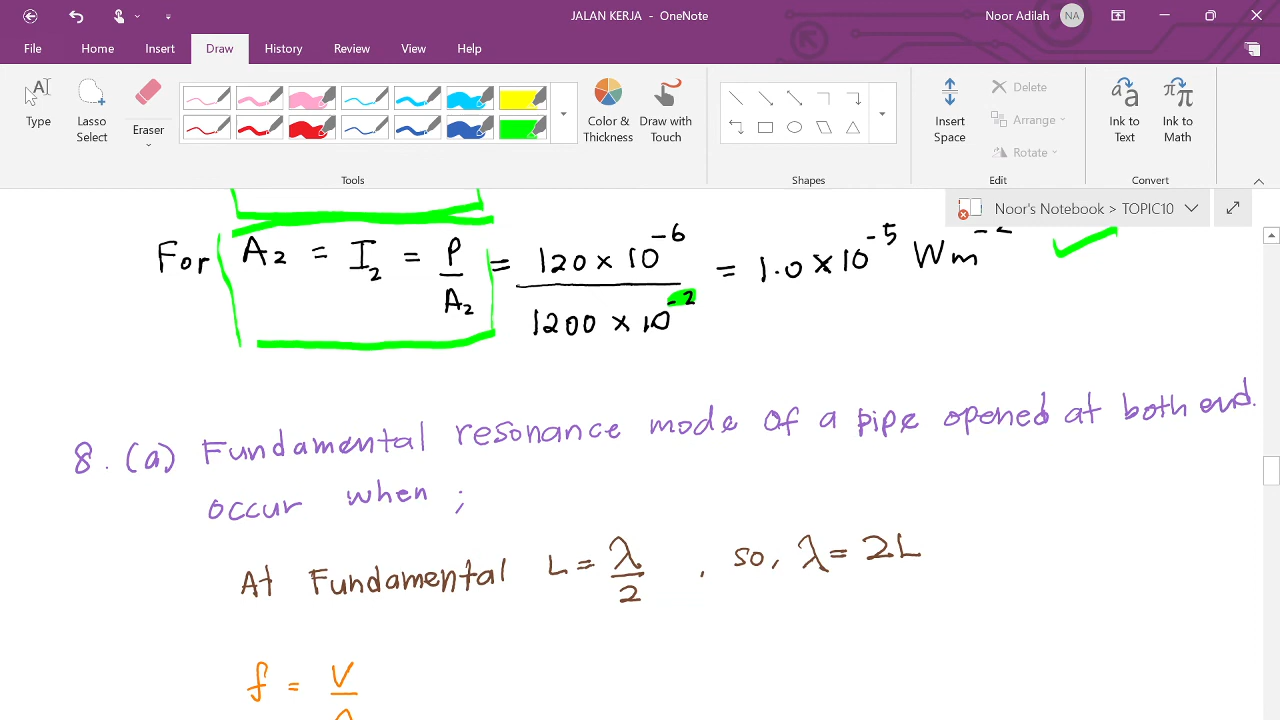 JALAN KERJA - OneNote
Noor Adilah NA
File Home Insert Draw History Review View Help
Type
Lasso Select
Eraser
Color & Thickness
Draw with Touch
Insert Space
Delete
Arrange
Rotate
Ink to Text
Ink to Math
Tools Shapes Edit Convert
Noor's Notebook > TOPIC10
For A₂ = I₂ = P/A₂ = 120 × 10⁻⁶ / 1200 × 10⁻² = 1.0 × 10⁻⁵ Wm⁻²
8. (a) Fundamental resonance mode of a pipe opened at both end.
occur when ;
At Fundamental L = λ/2 , so, λ = 2L
f = V/λ